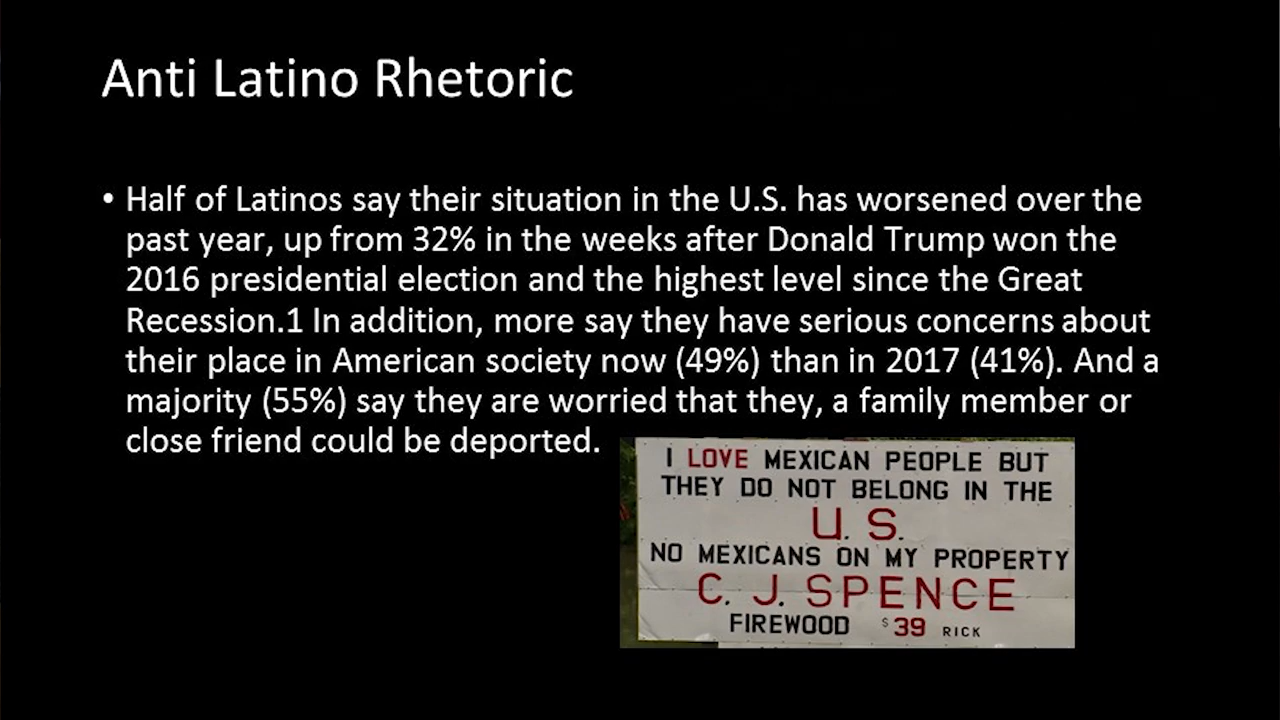 Anti Latino Rhetoric
• Half of Latinos say their situation in the U.S. has worsened over the
past year, up from 32% in the weeks after Donald Trump won the
2016 presidential election and the highest level since the Great
Recession.1 In addition, more say they have serious concerns about
their place in American society now (49%) than in 2017 (41%). And a
majority (55%) say they are worried that they, a family member or
close friend could be deported.
I LOVE MEXICAN PEOPLE BUT
THEY DO NOT BELONG IN THE
U. S.
NO MEXICANS ON MY PROPERTY
C. J. SPENCE
FIREWOOD $39 RICK